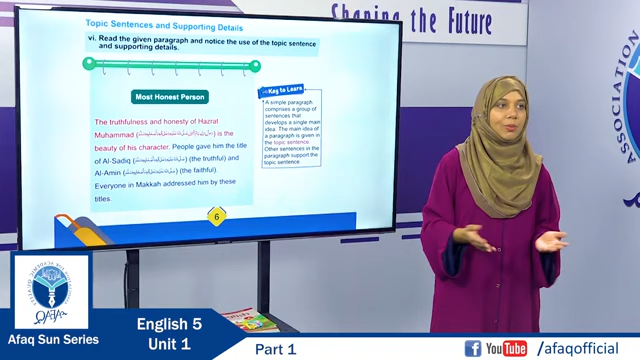 Shaping the Future
Topic Sentences and Supporting Details
vi. Read the given paragraph and notice the use of the topic sentence
and supporting details.
Most Honest Person
The truthfulness and honesty of Hazrat
Muhammad ( ) is the
beauty of his character. People gave him the title
of Al-Sadiq ( ) (the truthful) and
Al-Amin ( ) (the faithful).
Everyone in Makkah addressed him by these
titles.
Key to Learn
A simple paragraph
comprises a group of
sentences that
develops a single main
idea. The main idea of
a paragraph is given in
the topic sentence.
Other sentences in the
paragraph support the
topic sentence.
6
ASSOCIATION
AFAQ
Afaq Sun Series
English 5
Unit 1
Part 1
f YouTube /afaqofficial